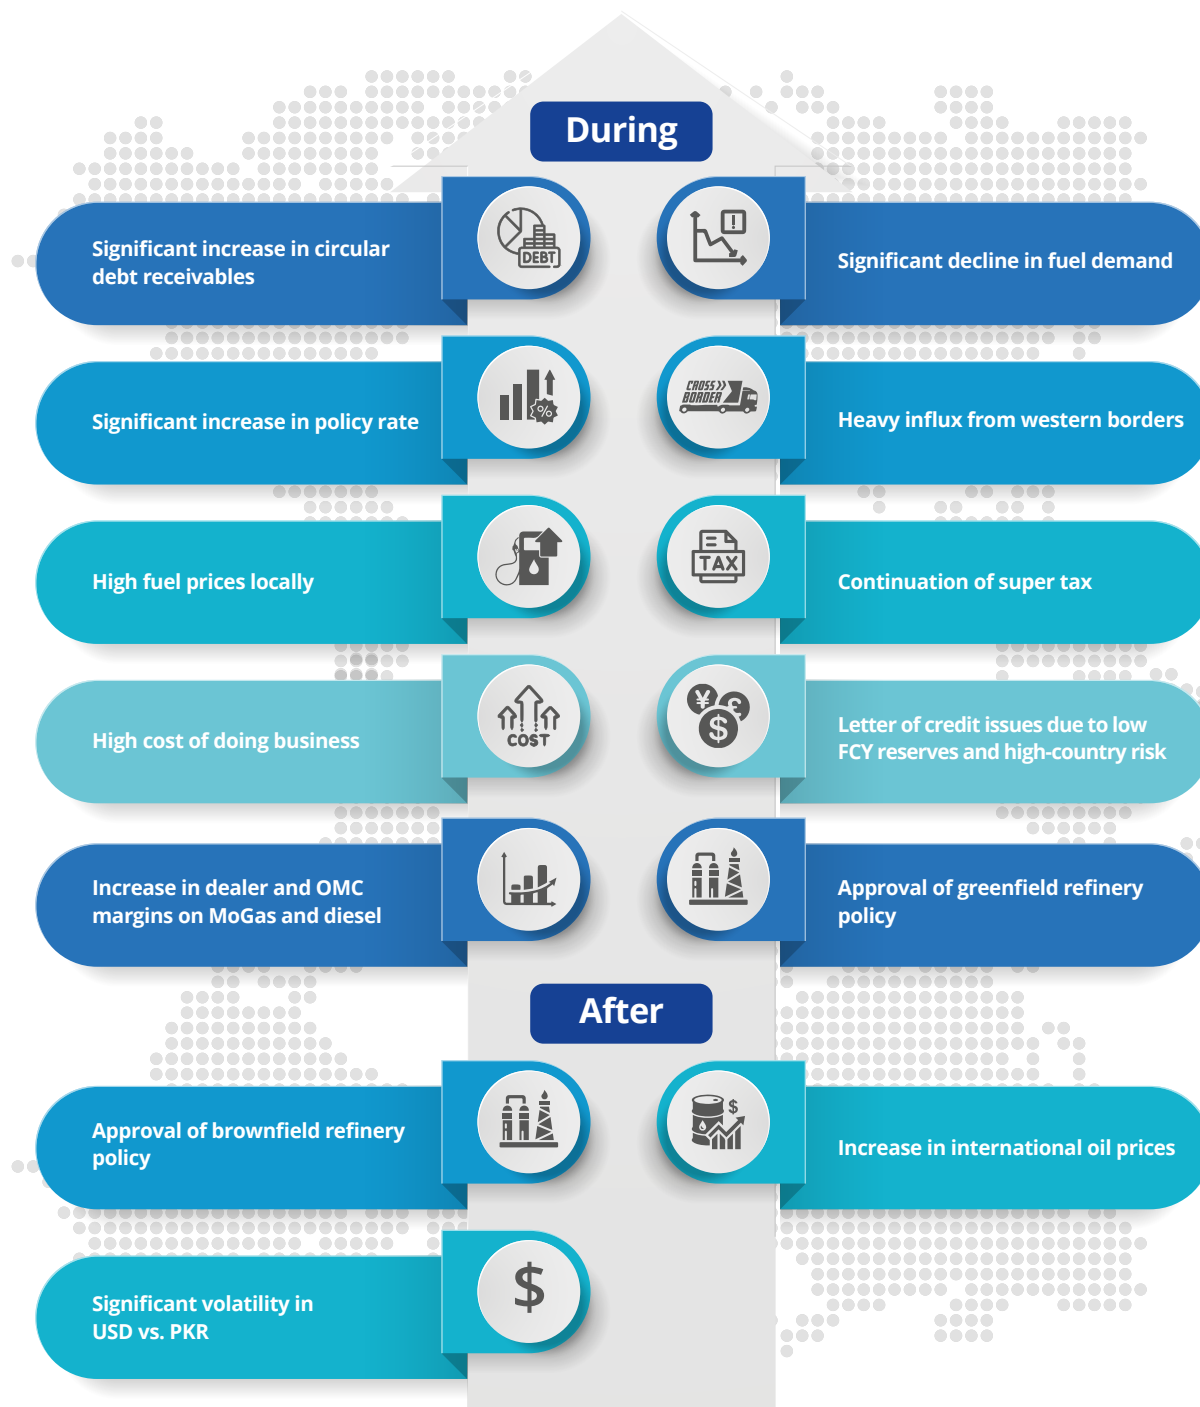 During
Significant increase in circular
debt receivables
DEBT
Significant decline in fuel demand
Significant increase in policy rate
%
CROSS
BORDER
Heavy influx from western borders
High fuel prices locally
TAX
Continuation of super tax
High cost of doing business
COST
¥ £
$
Letter of credit issues due to low
FCY reserves and high-country risk
Increase in dealer and OMC
margins on MoGas and diesel
Approval of greenfield refinery
policy
After
Approval of brownfield refinery
policy
$
Increase in international oil prices
Significant volatility in
USD vs. PKR
$